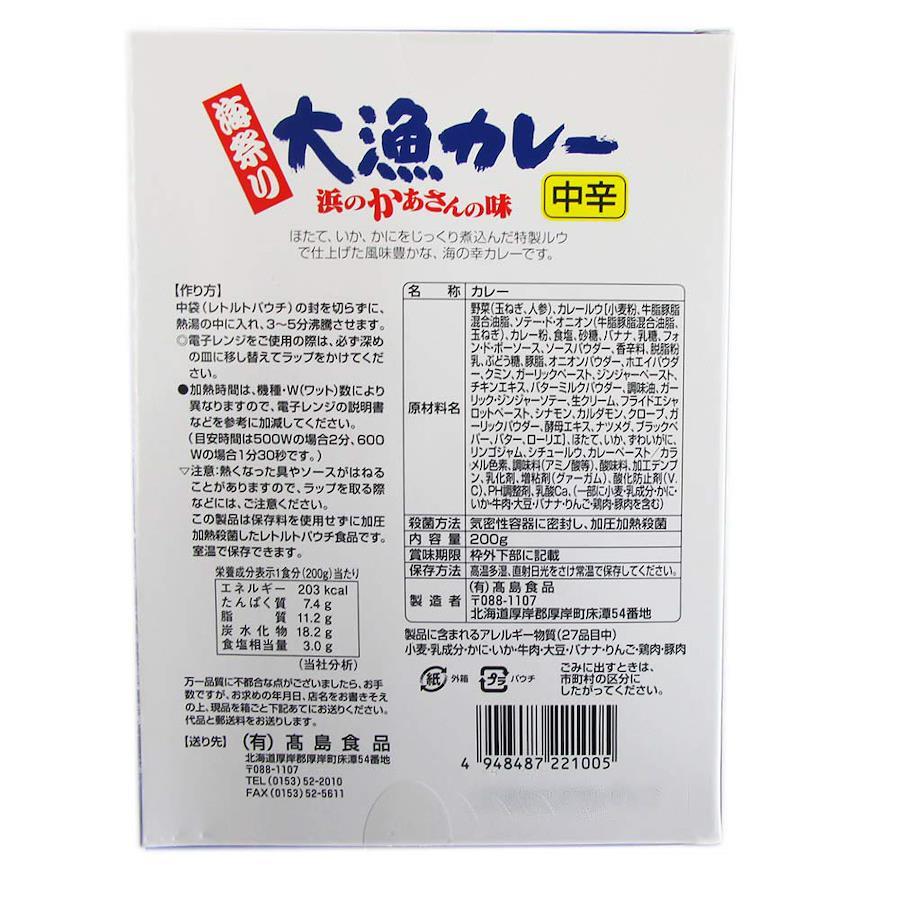 海祭り
大漁カレー
浜のかあさんの味
中辛
ほたて、いか、かにをじっくり煮込んだ特製ルウ
で仕上げた風味豊かな、海の幸カレーです。
【作り方】
中袋(レトルトパウチ)の封を切らずに、
熱湯の中に入れ、3〜5分沸騰させます。
◎電子レンジをご使用の際は、必ず深め
の皿に移し替えてラップをかけてくだ
さい。
●加熱時間は、機種・W(ワット)数により
異なりますので、電子レンジの説明書
などを参考に加減してください。
(目安時間は500Wの場合2分、600
Wの場合1分30秒です。)
▽注意:熱くなった具やソースがはねる
ことがありますので、ラップを取る際
などには、ご注意ください。
この製品は保存料を使用せずに加圧
加熱殺菌したレトルトパウチ食品です。
室温で保存できます。
栄養成分表示1食分(200g)当たり
エネルギー 203 kcal
たんぱく質 7.4 g
脂質 11.2 g
炭水化物 18.2 g
食塩相当量 3.0 g
(当社分析)
万一品質に不都合な点がございましたら、お手
数ですが、お求めの年月日、店名をお書きそえ
の上、現品を箱ごと下記あてにお送りください。
代品と郵送料をお送りします。
【送り先】 (有)髙島食品
北海道厚岸郡厚岸町床潭54番地
〒088-1107
TEL (0153) 52-2010
FAX (0153) 52-5611
名称 カレー
原材料名
野菜(玉ねぎ、人参)、カレールウ[小麦粉、牛脂豚脂
混合油脂、ソテー・ド・オニオン(牛脂豚脂混合油脂、
玉ねぎ)、カレー粉、食塩、砂糖、バナナ、乳糖、フォ
ン・ド・ボーソース、ソースパウダー、香辛料、脱脂粉
乳、ぶどう糖、豚脂、オニオンパウダー、ホエイパウダ
ー、クミン、ガーリックペースト、ジンジャーペースト、
チキンエキス、バターミルクパウダー、調味油、ガー
リック・ジンジャーソテー、生クリーム、フライドエシャ
ロットペースト、シナモン、カルダモン、クローブ、ガ
ーリックパウダー、酵母エキス、ナツメグ、ブラックペ
パー、バター、ローリエ]、ほたて、いか、ずわいがに、
リンゴジャム、シチュールウ、カレーペースト/カラ
メル色素、調味料(アミノ酸等)、酸味料、加工デンプ
ン、乳化剤、増粘剤(グァーガム)、酸化防止剤(V.
C)、PH調整剤、乳酸Ca、(一部に小麦・乳成分・かに・
いか・牛肉・大豆・バナナ・りんご・鶏肉・豚肉を含む)
殺菌方法 気密性容器に密封し、加圧加熱殺菌
内容量 200g
賞味期限 枠外下部に記載
保存方法 高温多湿、直射日光をさけ常温で保存してください。
製造者
(有)髙島食品
〒088-1107
北海道厚岸郡厚岸町床潭54番地
製品に含まれるアレルギー物質(27品目中)
小麦・乳成分・かに・いか・牛肉・大豆・バナナ・りんご・鶏肉・豚肉
紙 外箱 プラ パウチ
ごみに出すときは、
市町村の区分に
したがってください。
4 948487 221005